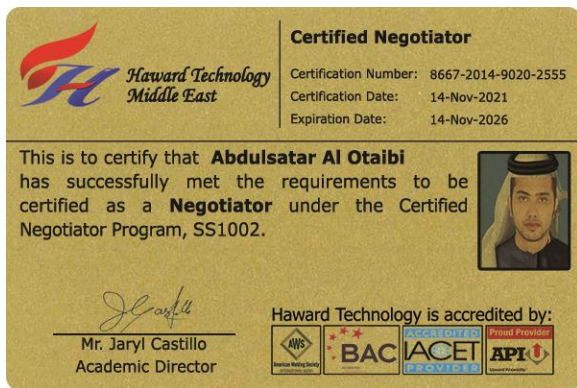 Haward Technology
Middle East
Certified Negotiator
Certification Number: 8667-2014-9020-2555
Certification Date: 14-Nov-2021
Expiration Date: 14-Nov-2026
This is to certify that Abdulsatar Al Otaibi
has successfully met the requirements to be
certified as a Negotiator under the Certified
Negotiator Program, SS1002.
Mr. Jaryl Castillo
Academic Director
Haward Technology is accredited by:
AWS
American Welding Society
BAC
ACCREDITED
IACET
PROVIDER
Proud Provider
API U